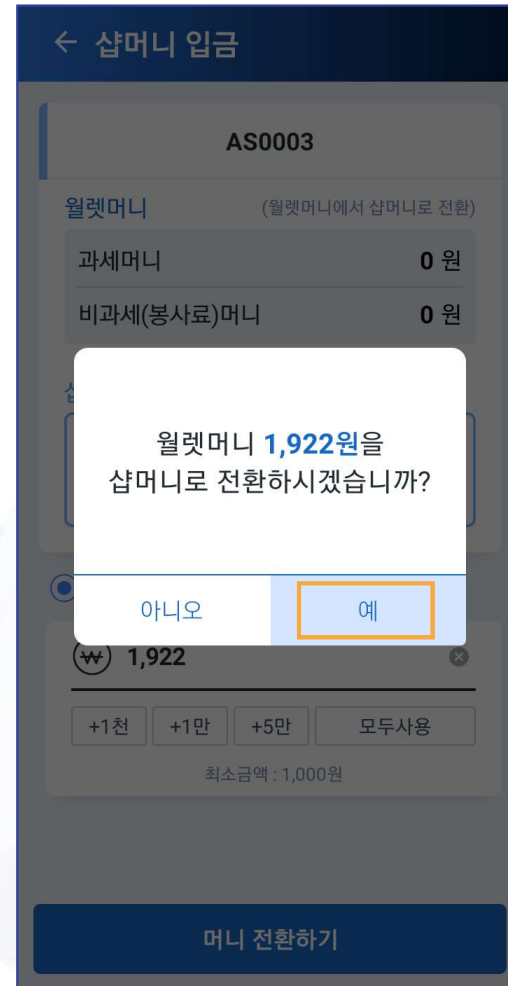 ← 샵머니 입금
AS0003
월렛머니 (월렛머니에서 샵머니로 전환)
과세머니 0 원
비과세(봉사료)머니 0 원
월렛머니 1,922원을
샵머니로 전환하시겠습니까?
아니오 예
₩ 1,922
+1천 +1만 +5만 모두사용
최소금액 : 1,000원
머니 전환하기